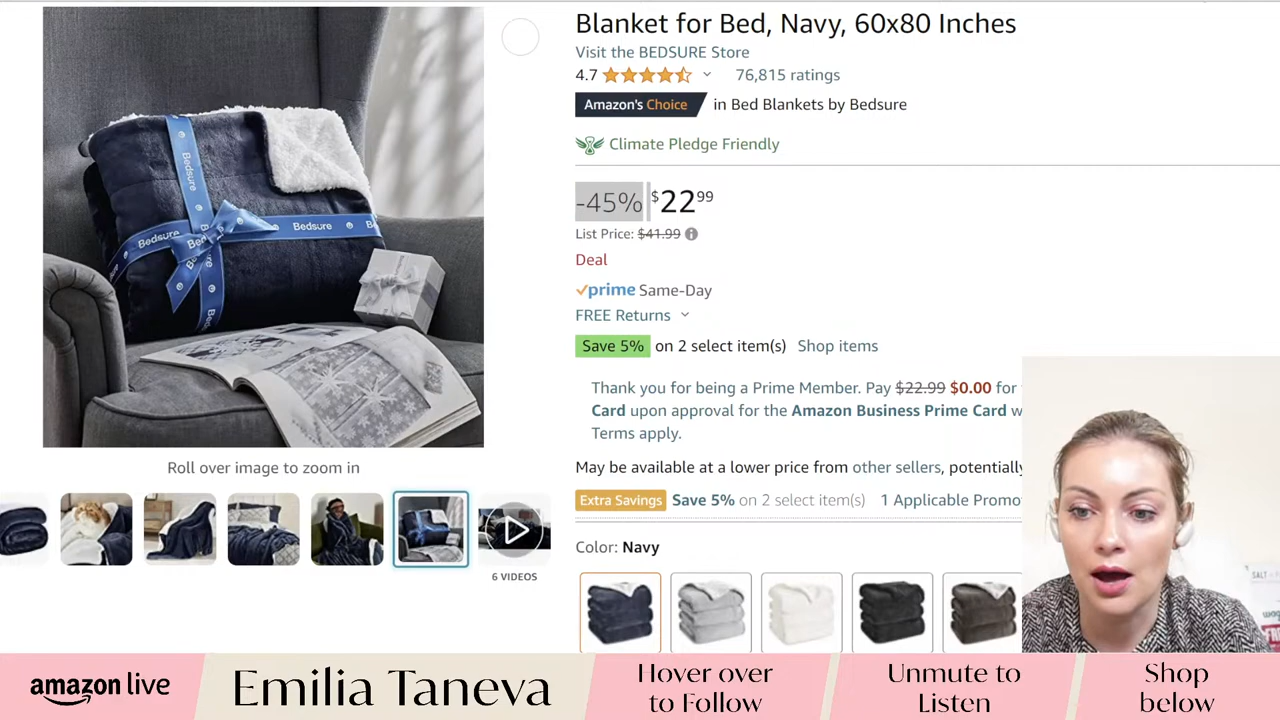 Blanket for Bed, Navy, 60x80 Inches
Visit the BEDSURE Store
4.7
76,815 ratings
Amazon's Choice
in Bed Blankets by Bedsure
Climate Pledge Friendly
-45% $22 99
List Price: $41.99
Deal
prime Same-Day
FREE Returns
Save 5% on 2 select item(s) Shop items
Thank you for being a Prime Member. Pay $22.99 $0.00 for
Card upon approval for the Amazon Business Prime Card
Terms apply.
May be available at a lower price from other sellers, potentially
Extra Savings Save 5% on 2 select item(s) 1 Applicable Promo
Color: Navy
Bedsure
Bedsure
Bedsure
Bedsure
Roll over image to zoom in
6 VIDEOS
SALT
amazon live
Emilia Taneva
Hover over
to Follow
Unmute to
Listen
Shop
below